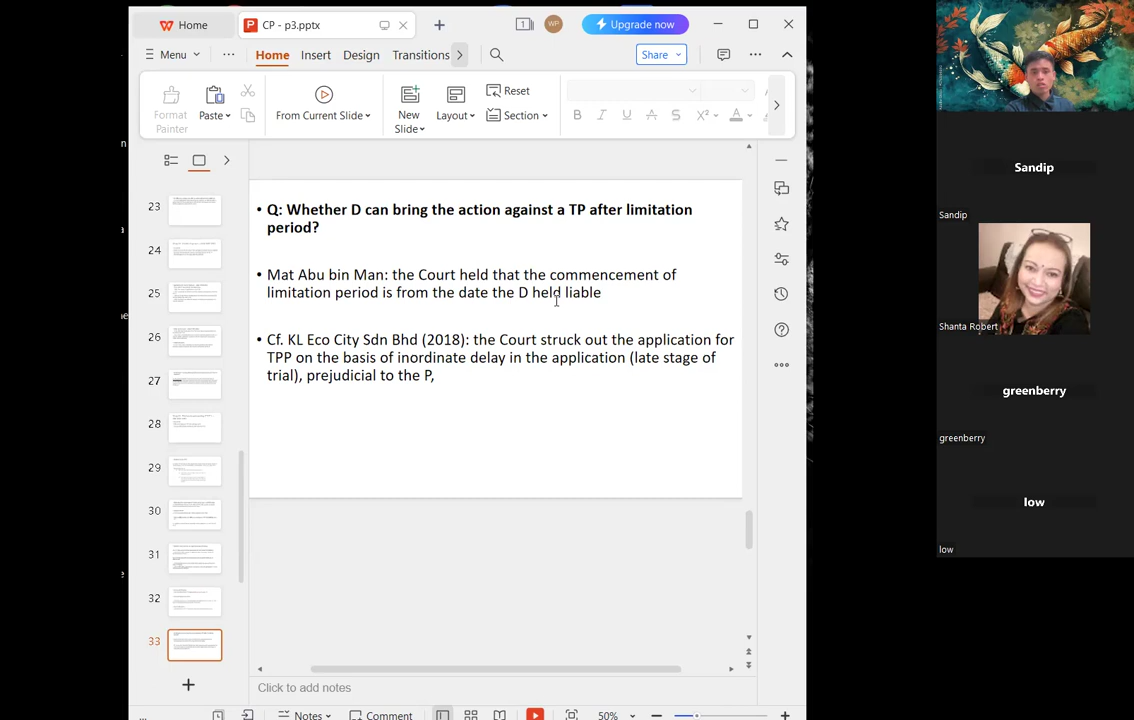 Home
CP - p3.pptx
1
WP
Upgrade now
Menu
Home
Insert
Design
Transitions
Share
Format Painter
Paste
From Current Slide
New Slide
Layout
Reset
Section
B I U A S X² A
23
24
25
26
27
28
29
30
31
32
33
• Q: Whether D can bring the action against a TP after limitation
period?
• Mat Abu bin Man: the Court held that the commencement of
limitation period is from the date the D held liable
• Cf. KL Eco City Sdn Bhd (2018): the Court struck out the application for
TPP on the basis of inordinate delay in the application (late stage of
trial), prejudicial to the P,
Click to add notes
Notes
Comment
50%
Sandip
Sandip
Shanta Robert
greenberry
greenberry
low
low